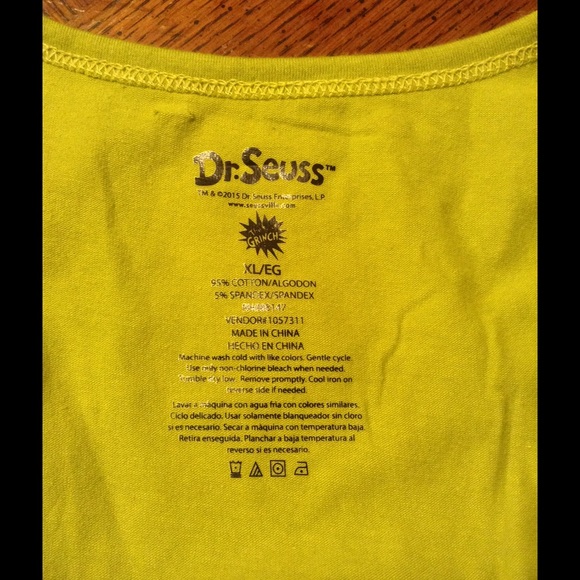 Dr. Seuss™
TM & ©2015 Dr. Seuss Enterprises, L.P.
www.seussville.com
THE GRINCH
XL/EG
95% COTTON/ALGODON
5% SPANDEX/SPANDEX
VENDOR#1057311
MADE IN CHINA
HECHO EN CHINA
Machine wash cold with like colors. Gentle cycle.
Use only non-chlorine bleach when needed.
Tumble dry low. Remove promptly. Cool iron on
reverse side if needed.
Lavar a màquina con agua fria con colores similares.
Ciclo delicado. Usar solamente blanqueador sin cloro
si es necesario. Secar a màquina con temperatura baja.
Retira enseguida. Planchar a baja temperatura al
reverso si es necesario.